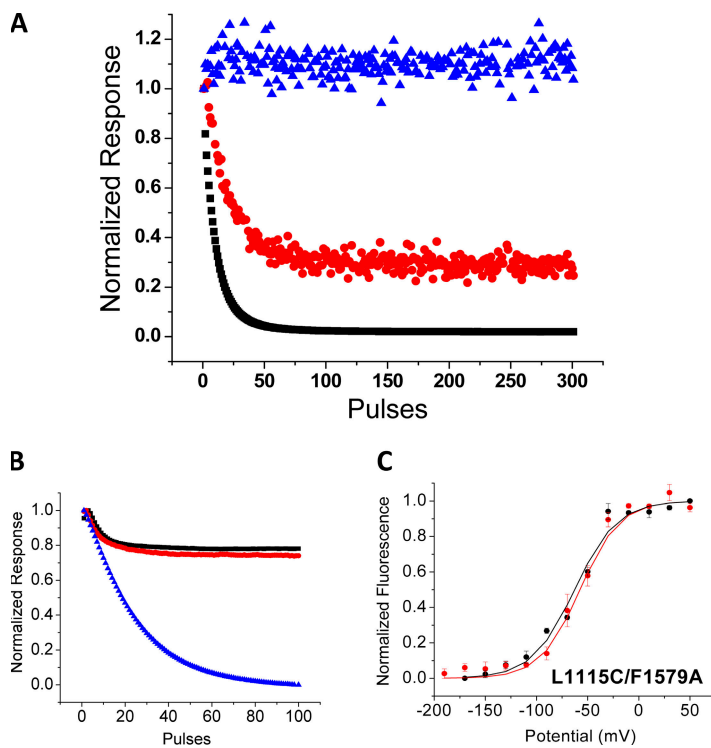 A
Normalized Response
1.2
1.0
0.8
0.6
0.4
0.2
0.0
0 50 100 150 200 250 300
Pulses
B
Normalized Response
1.0
0.8
0.6
0.4
0.2
0.0
0 20 40 60 80 100
Pulses
C
Normalized Fluorescence
1.0
0.8
0.6
0.4
0.2
0.0
L1115C/F1579A
-200 -150 -100 -50 0 50
Potential (mV)